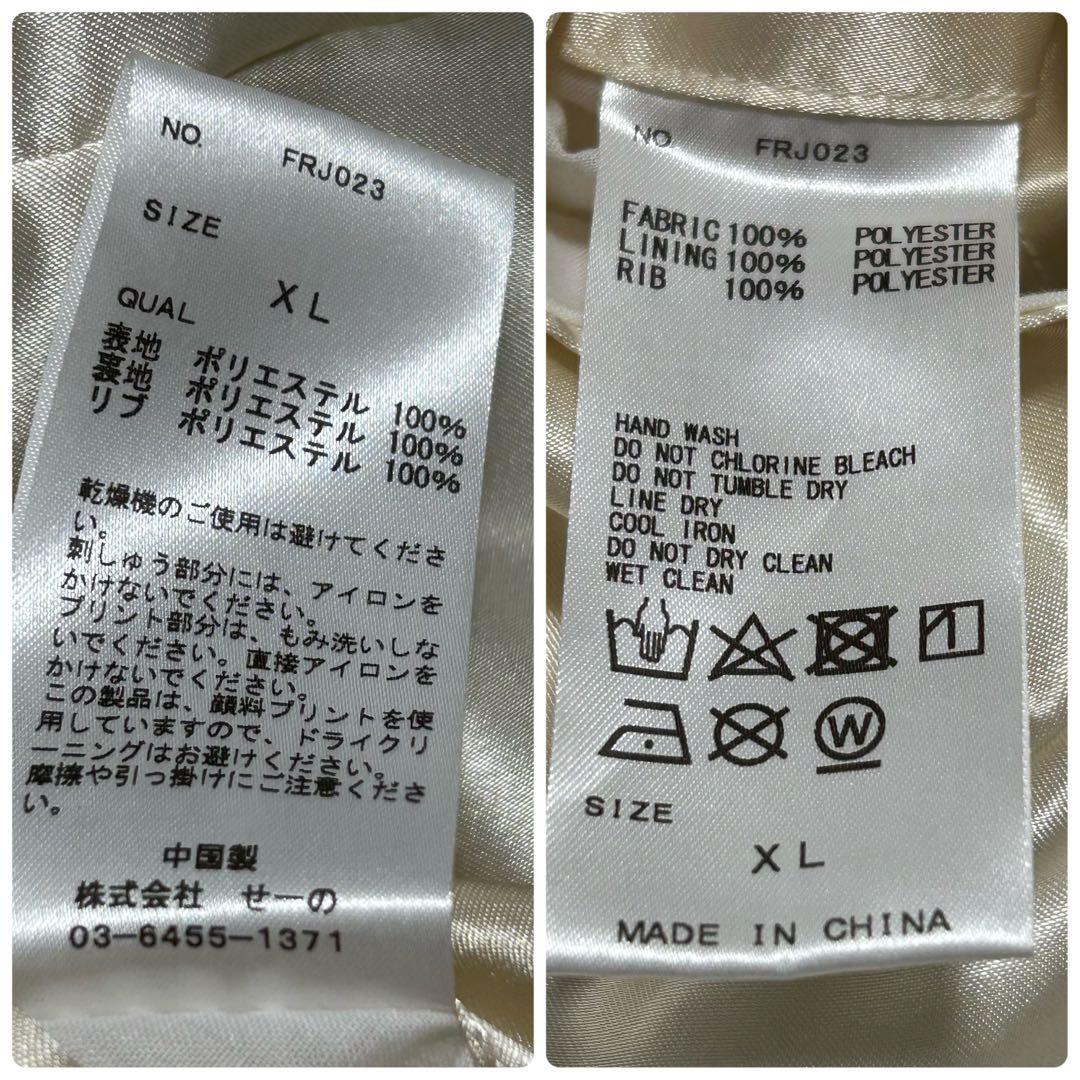 NO. FRJ023
SIZE
XL
QUAL
表地 ポリエステル 100%
裏地 ポリエステル 100%
リブ ポリエステル 100%
乾燥機のご使用は避けてくださ
い。
刺しゅう部分には、アイロンを
かけないでください。
プリント部分は、もみ洗いしな
いでください。直接アイロンを
かけないでください。
この製品は、顔料プリントを使
用していますので、ドライクリ
ーニングはお避けください。
摩擦や引っ掛けにご注意くださ
い。
中国製
株式会社 せーの
03-6455-1371
NO FRJ023
FABRIC 100% POLYESTER
LINING 100% POLYESTER
RIB 100% POLYESTER
HAND WASH
DO NOT CHLORINE BLEACH
DO NOT TUMBLE DRY
LINE DRY
COOL IRON
DO NOT DRY CLEAN
WET CLEAN
W
SIZE
XL
MADE IN CHINA